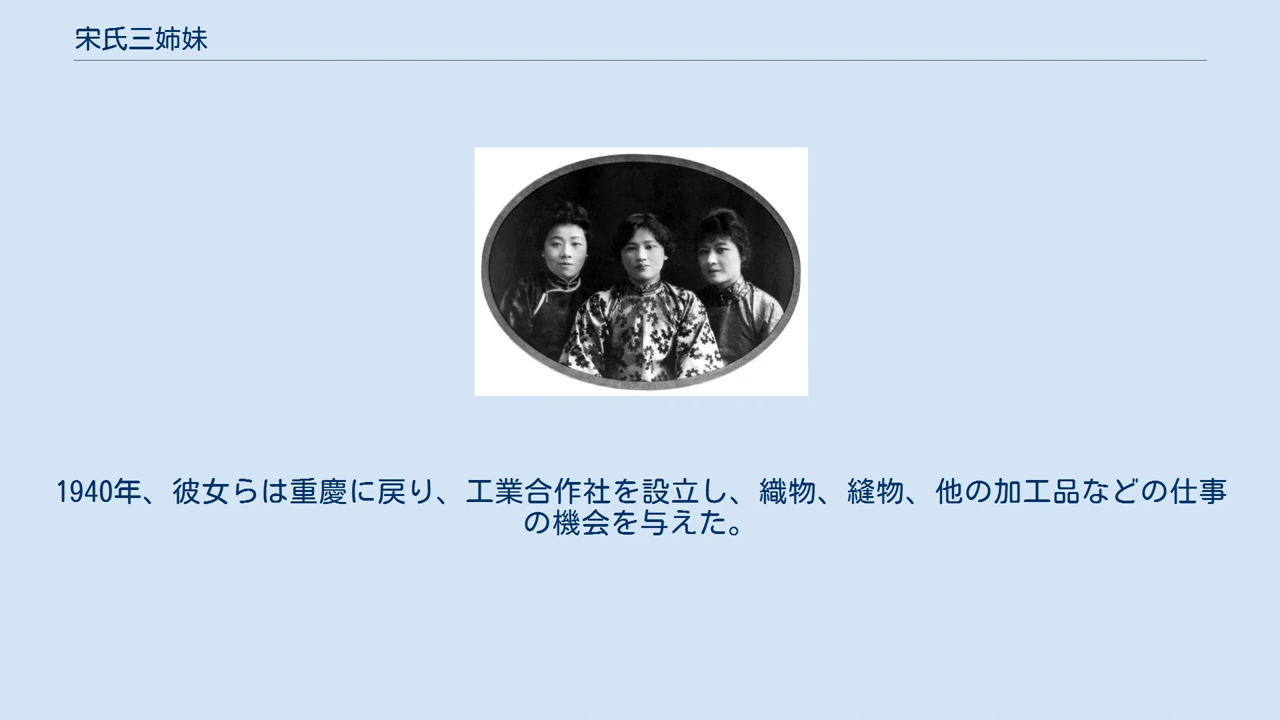 宋氏三姉妹
1940年、彼女らは重慶に戻り、工業合作社を設立し、織物、縫物、他の加工品などの仕事
の機会を与えた。